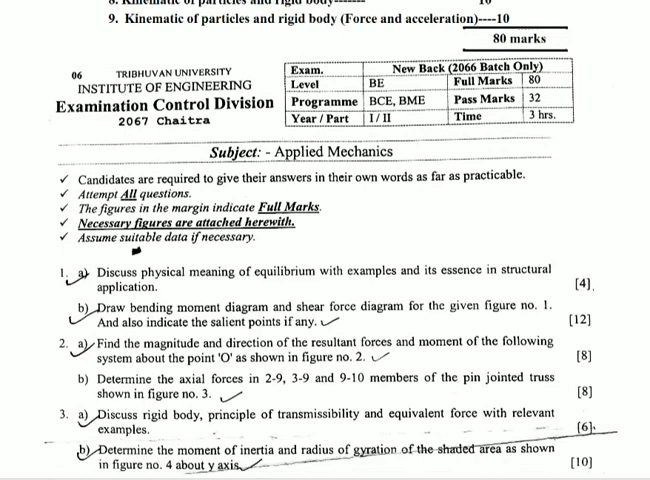 8. Kinematic of particles and rigid body-------	10
9. Kinematic of particles and rigid body (Force and acceleration)----10
80 marks
06 TRIBHUVAN UNIVERSITY
INSTITUTE OF ENGINEERING
Examination Control Division
2067 Chaitra
Exam. New Back (2066 Batch Only)
Level BE Full Marks 80
Programme BCE, BME Pass Marks 32
Year / Part I / II Time 3 hrs.
Subject: - Applied Mechanics
✓ Candidates are required to give their answers in their own words as far as practicable.
✓ Attempt All questions.
✓ The figures in the margin indicate Full Marks.
✓ Necessary figures are attached herewith.
✓ Assume suitable data if necessary.
1. a) Discuss physical meaning of equilibrium with examples and its essence in structural
application. [4]
b) Draw bending moment diagram and shear force diagram for the given figure no. 1.
And also indicate the salient points if any. [12]
2. a) Find the magnitude and direction of the resultant forces and moment of the following
system about the point 'O' as shown in figure no. 2. [8]
b) Determine the axial forces in 2-9, 3-9 and 9-10 members of the pin jointed truss
shown in figure no. 3. [8]
3. a) Discuss rigid body, principle of transmissibility and equivalent force with relevant
examples. [6]
b) Determine the moment of inertia and radius of gyration of the shaded area as shown
in figure no. 4 about y axis. [10]